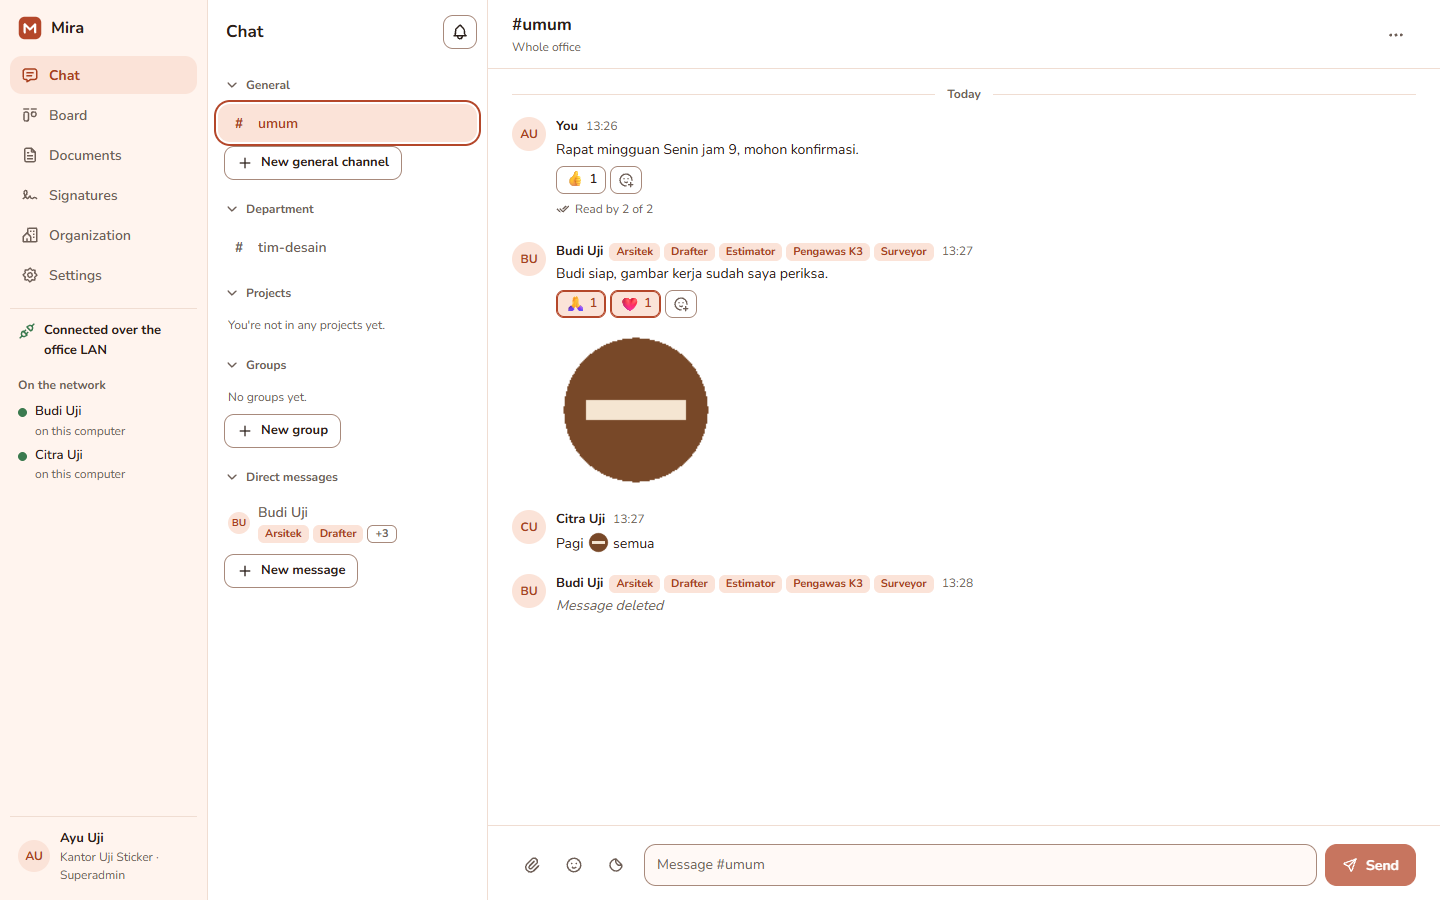 Mira
Chat
Board
Documents
Signatures
Organization
Settings
Connected over the
office LAN
On the network
Budi Uji
on this computer
Citra Uji
on this computer
AU
Ayu Uji
Kantor Uji Sticker ·
Superadmin
Chat
General
# umum
+ New general channel
Department
# tim-desain
Projects
You're not in any projects yet.
Groups
No groups yet.
+ New group
Direct messages
BU
Budi Uji
Arsitek Drafter +3
+ New message
#umum
Whole office
Today
AU
You 13:26
Rapat mingguan Senin jam 9, mohon konfirmasi.
👍 1
Read by 2 of 2
BU
Budi Uji Arsitek Drafter Estimator Pengawas K3 Surveyor 13:27
Budi siap, gambar kerja sudah saya periksa.
🙏 1 ❤️ 1
CU
Citra Uji 13:27
Pagi semua
BU
Budi Uji Arsitek Drafter Estimator Pengawas K3 Surveyor 13:28
Message deleted
Message #umum
Send